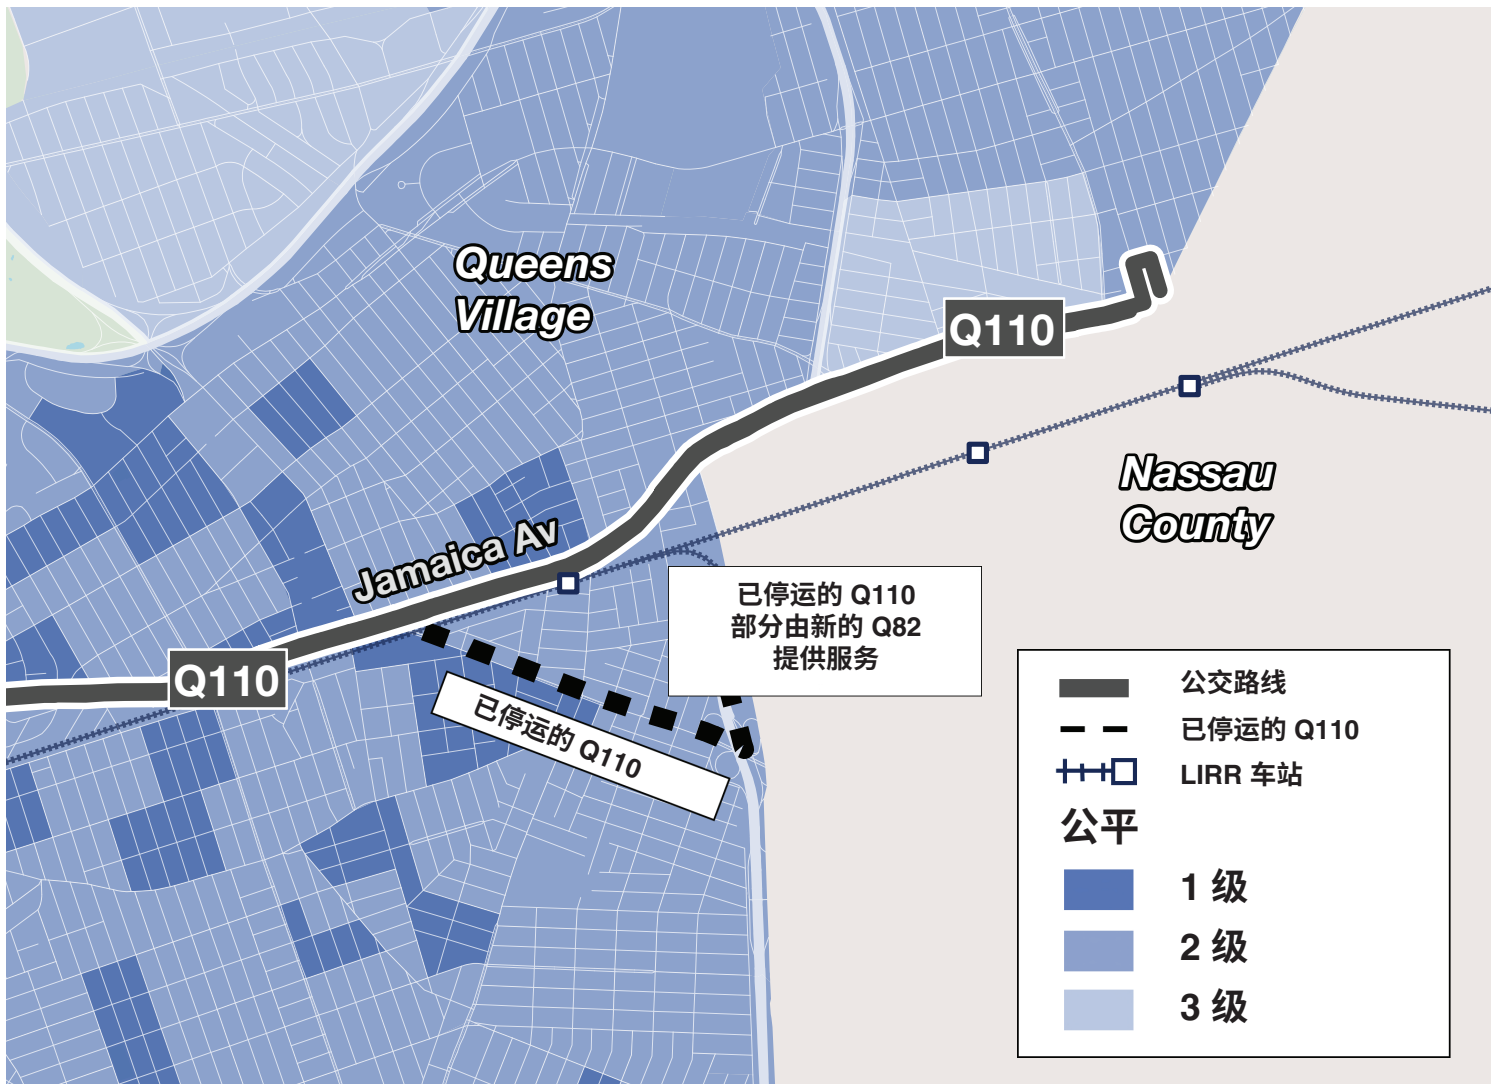 Queens
Village
Q110
Nassau
County
Jamaica Av
已停运的 Q110
部分由新的 Q82
提供服务
Q110
已停运的 Q110
公交路线
已停运的 Q110
LIRR 车站
公平
1 级
2 级
3 级